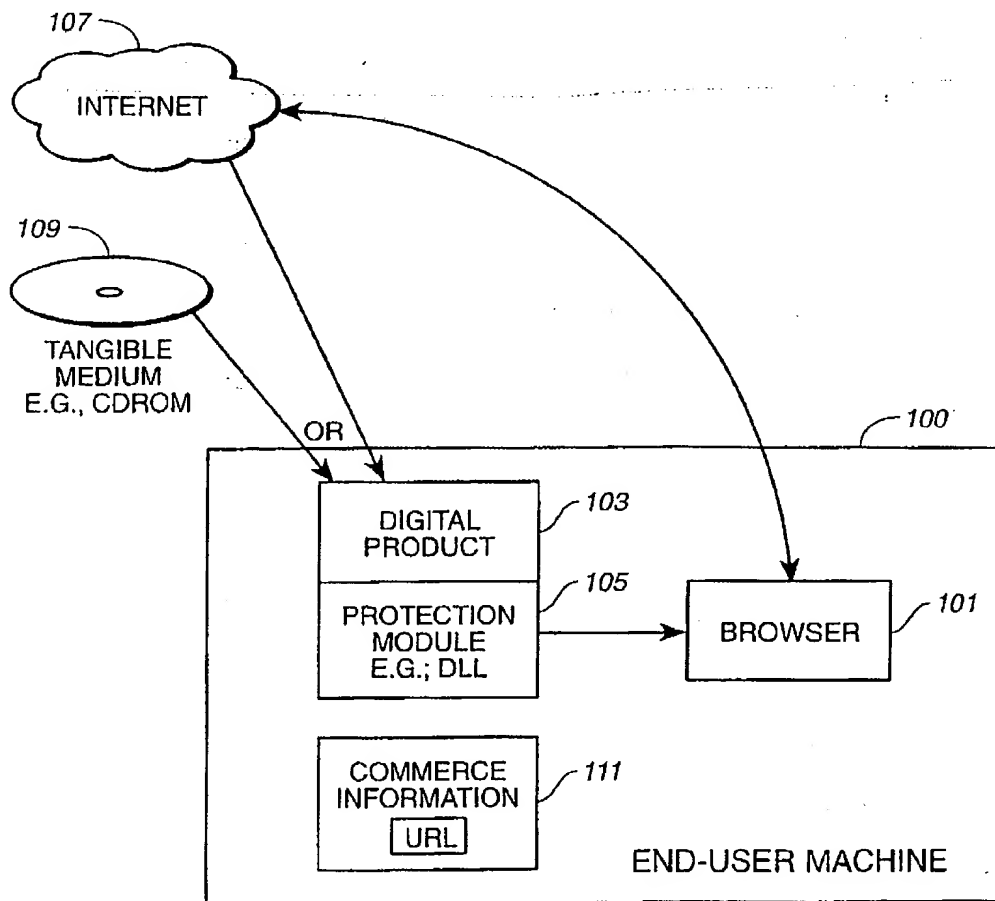 107
INTERNET
109
TANGIBLE
MEDIUM
E.G., CDROM
OR
100
DIGITAL
PRODUCT
103
PROTECTION
MODULE
E.G.; DLL
105
BROWSER
101
COMMERCE
INFORMATION
URL
111
END-USER MACHINE